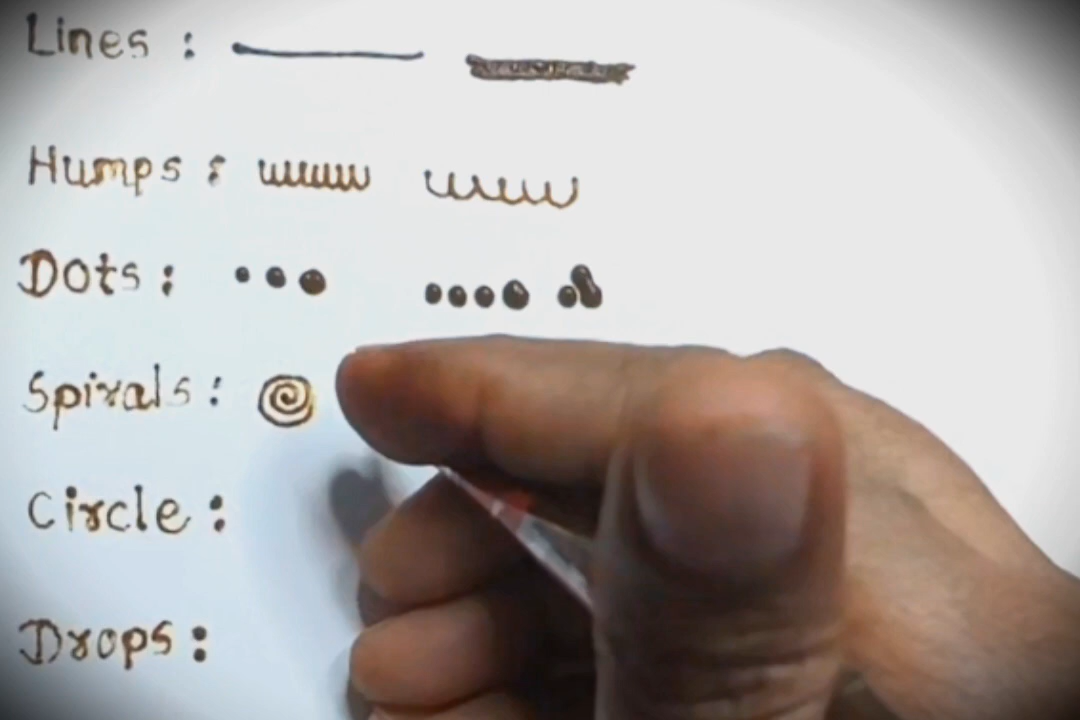 Lines :
Humps :
Dots :
Spirals :
Circle :
Drops :